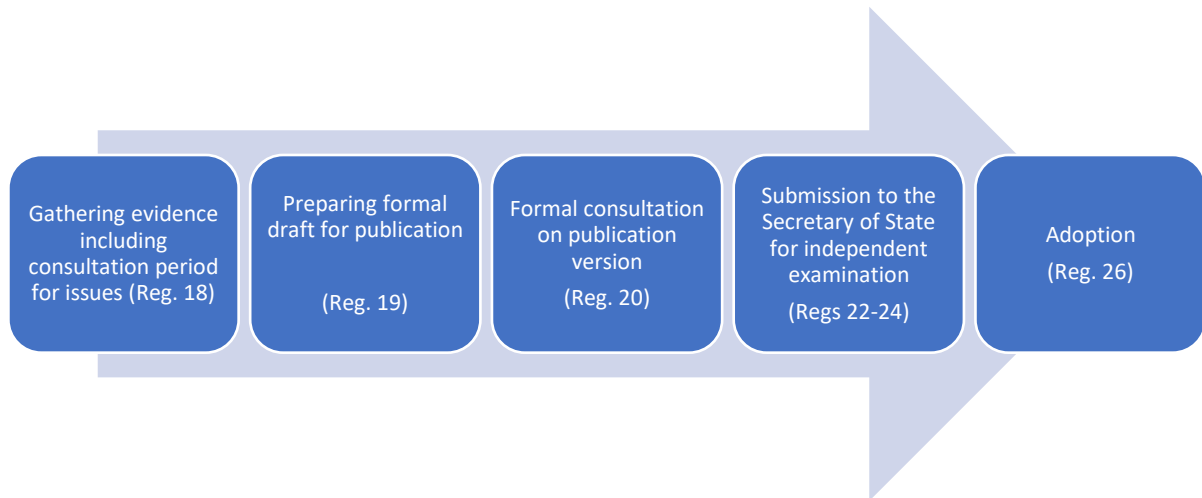 Gathering evidence
including
consultation period
for issues (Reg. 18)
Preparing formal
draft for publication
(Reg. 19)
Formal consultation
on publication
version
(Reg. 20)
Submission to the
Secretary of State
for independent
examination
(Regs 22-24)
Adoption
(Reg. 26)